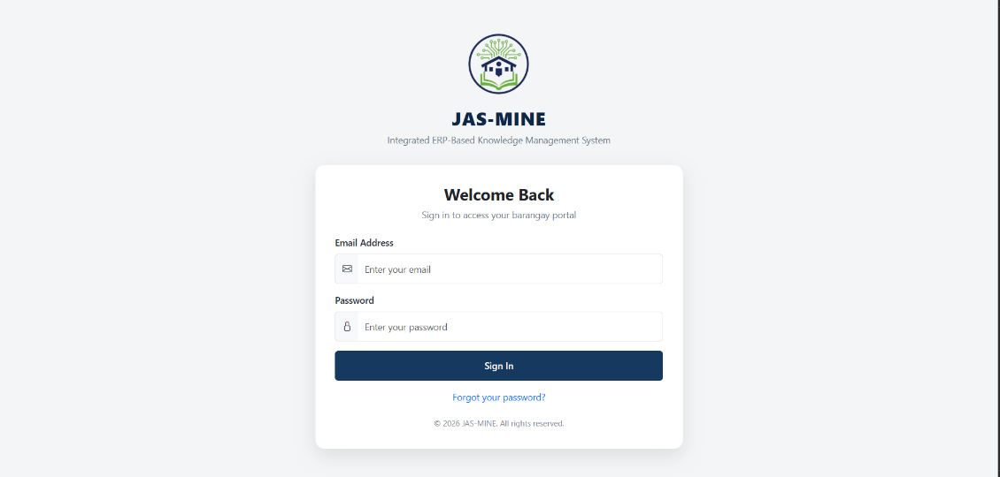 JAS-MINE
Integrated ERP-Based Knowledge Management System
Welcome Back
Sign in to access your barangay portal
Email Address
Enter your email
Password
Enter your password
Sign In
Forgot your password?
© 2026 JAS-MINE. All rights reserved.